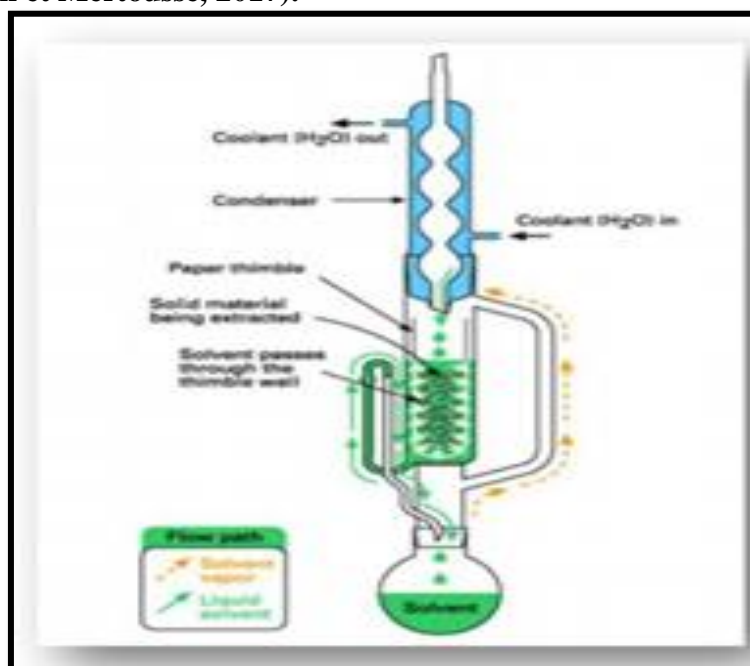 2017).
Coolant (H2O) out
Condenser
Coolant (H2O) in
Paper thimble
Solid material
being extracted
Solvent passes
through the
thimble wall
Flow path
Solvent
vapor
Liquid
solvent
Solvent